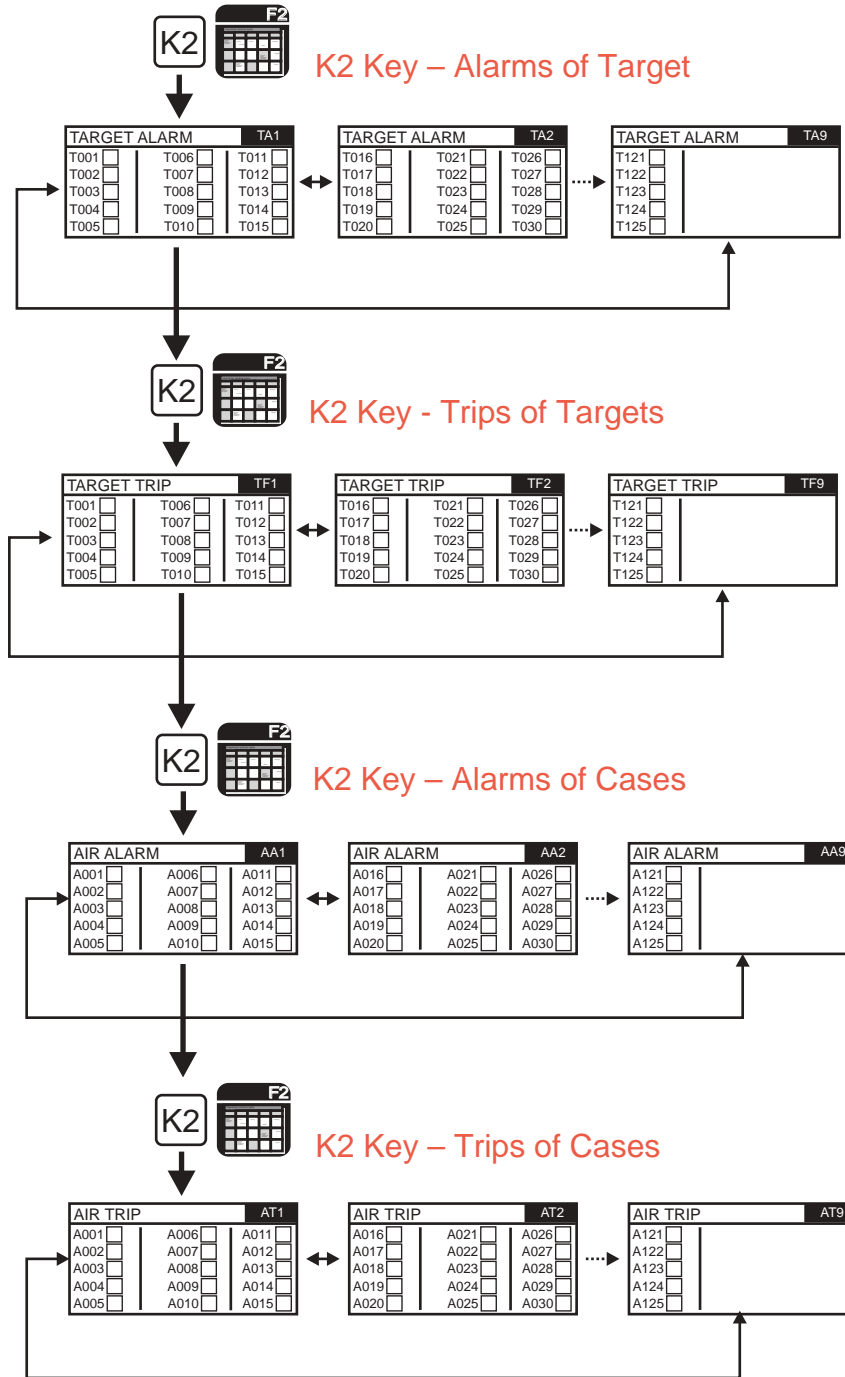 F2
K2
K2 Key – Alarms of Target
TARGET ALARM TA1
T001 T006 T011
T002 T007 T012
T003 T008 T013
T004 T009 T014
T005 T010 T015
TARGET ALARM TA2
T016 T021 T026
T017 T022 T027
T018 T023 T028
T019 T024 T029
T020 T025 T030
TARGET ALARM TA9
T121
T122
T123
T124
T125
F2
K2
K2 Key - Trips of Targets
TARGET TRIP TF1
T001 T006 T011
T002 T007 T012
T003 T008 T013
T004 T009 T014
T005 T010 T015
TARGET TRIP TF2
T016 T021 T026
T017 T022 T027
T018 T023 T028
T019 T024 T029
T020 T025 T030
TARGET TRIP TF9
T121
T122
T123
T124
T125
F2
K2
K2 Key – Alarms of Cases
AIR ALARM AA1
A001 A006 A011
A002 A007 A012
A003 A008 A013
A004 A009 A014
A005 A010 A015
AIR ALARM AA2
A016 A021 A026
A017 A022 A027
A018 A023 A028
A019 A024 A029
A020 A025 A030
AIR ALARM AA9
A121
A122
A123
A124
A125
F2
K2
K2 Key – Trips of Cases
AIR TRIP AT1
A001 A006 A011
A002 A007 A012
A003 A008 A013
A004 A009 A014
A005 A010 A015
AIR TRIP AT2
A016 A021 A026
A017 A022 A027
A018 A023 A028
A019 A024 A029
A020 A025 A030
AIR TRIP AT9
A121
A122
A123
A124
A125